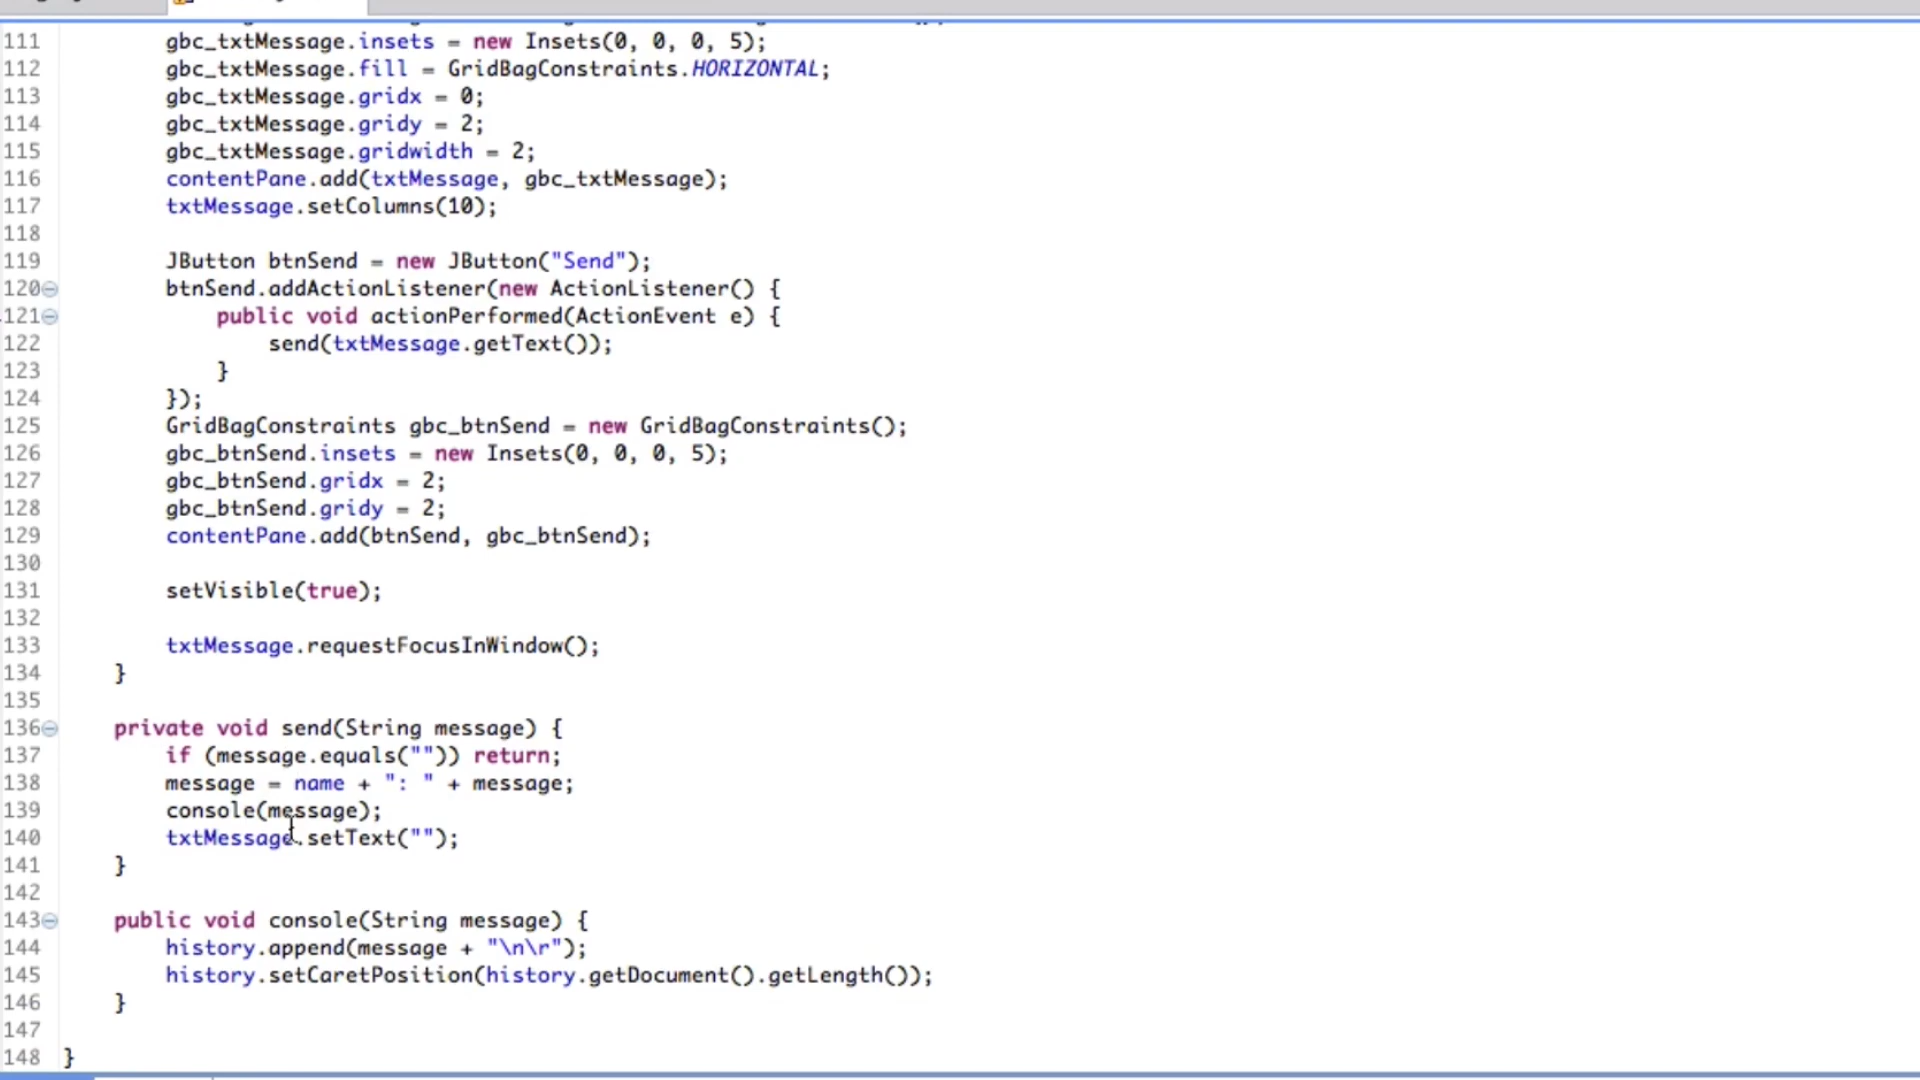 111 gbc_txtMessage.insets = new Insets(0, 0, 0, 5);
112 gbc_txtMessage.fill = GridBagConstraints.HORIZONTAL;
113 gbc_txtMessage.gridx = 0;
114 gbc_txtMessage.gridy = 2;
115 gbc_txtMessage.gridwidth = 2;
116 contentPane.add(txtMessage, gbc_txtMessage);
117 txtMessage.setColumns(10);
118
119 JButton btnSend = new JButton("Send");
120 btnSend.addActionListener(new ActionListener() {
121 public void actionPerformed(ActionEvent e) {
122 send(txtMessage.getText());
123 }
124 });
125 GridBagConstraints gbc_btnSend = new GridBagConstraints();
126 gbc_btnSend.insets = new Insets(0, 0, 0, 5);
127 gbc_btnSend.gridx = 2;
128 gbc_btnSend.gridy = 2;
129 contentPane.add(btnSend, gbc_btnSend);
130
131 setVisible(true);
132
133 txtMessage.requestFocusInWindow();
134 }
135
136 private void send(String message) {
137 if (message.equals("")) return;
138 message = name + ": " + message;
139 console(message);
140 txtMessage.setText("");
141 }
142
143 public void console(String message) {
144 history.append(message + "\n\r");
145 history.setCaretPosition(history.getDocument().getLength());
146 }
147
148 }